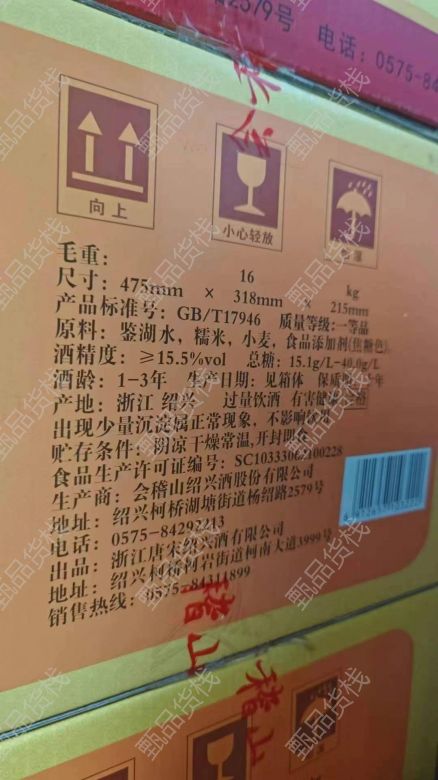 2579号
电话：0575-84
向上
小心轻放
毛重： 16 kg
尺寸：475mm × 318mm × 215mm
产品标准号：GB/T17946 质量等级：一等品
原料：鉴湖水，糯米，小麦，食品添加剂(焦糖色)
酒精度：≥15.5%vol 总糖：15.1g/L-40.0g/L
酒龄：1-3年 生产日期：见箱体
产地：浙江 绍兴 过量饮酒 有害健康
出现少量沉淀属正常现象，不影响
贮存条件：阴凉干燥常温，开封即
食品生产许可证编号：
生产商：会稽山绍兴酒股份有限公司
地址：绍兴柯桥湖塘街道杨绍路2579号
电话：0575-84292213
出品：浙江唐宋绍兴酒有限公司
地址：绍兴柯桥柯岩街道柯南大道3999号
销售热线：0575-84311899
稽山
稽山
甄品货栈